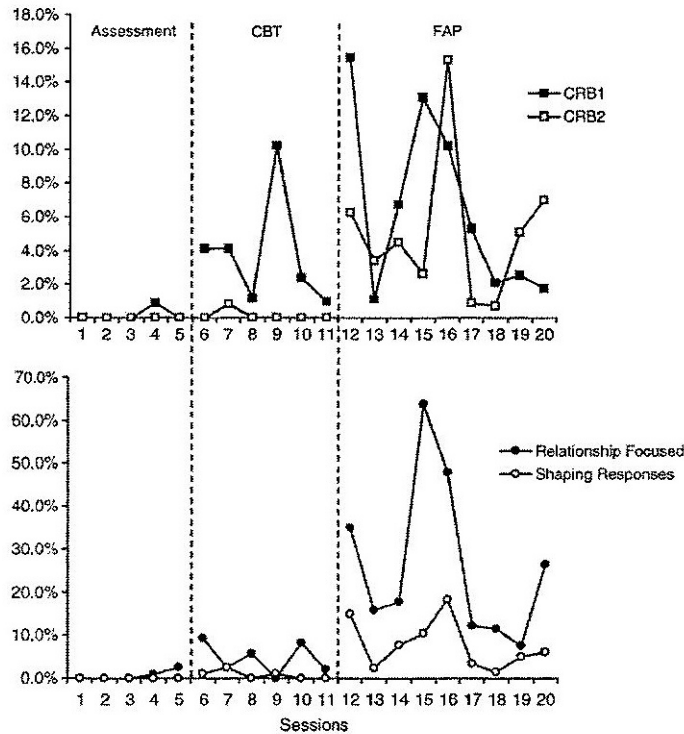 18.0%
Assessment CBT FAP
16.0%
14.0%
CRB1
CRB2
12.0%
10.0%
8.0%
6.0%
4.0%
2.0%
0.0%
1 2 3 4 5 6 7 8 9 10 11 12 13 14 15 16 17 18 19 20
70.0%
60.0%
Relationship Focused
Shaping Responses
50.0%
40.0%
30.0%
20.0%
10.0%
0.0%
1 2 3 4 5 6 7 8 9 10 11 12 13 14 15 16 17 18 19 20
Sessions